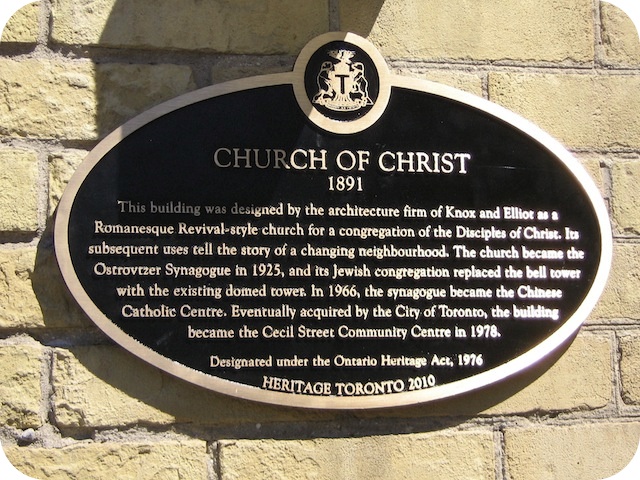 T
CHURCH OF CHRIST
1891
This building was designed by the architecture firm of Knox and Elliot as a
Romanesque Revival-style church for a congregation of the Disciples of Christ. Its
subsequent uses tell the story of a changing neighbourhood. The church became the
Ostrovtzer Synagogue in 1925, and its Jewish congregation replaced the bell tower
with the existing domed tower. In 1966, the synagogue became the Chinese
Catholic Centre. Eventually acquired by the City of Toronto, the building
became the Cecil Street Community Centre in 1978.
Designated under the Ontario Heritage Act, 1976
HERITAGE TORONTO 2010